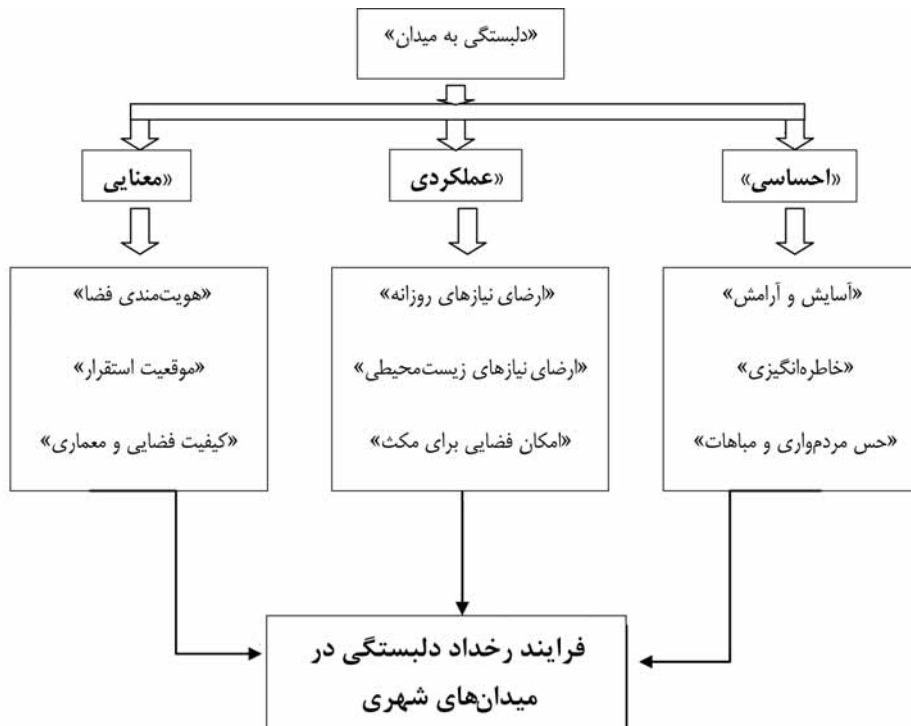 «دلبستگی به میدان»
«احساسی»
«عملکردی
«معنایی
«آسایش و آرامش»
«خاطره‌انگیزی»
«حس مردم‌واری و مباهات»
«ارضای نیازهای روزانه»
«ارضای نیازهای زیست‌محیطی»
«امکان فضایی برای مکث»
«هویت‌مندی فضا»
«موقعیت استقرار»
«کیفیت فضایی و معماری»
فرایند رخداد دلبستگی در
میدان‌های شهری